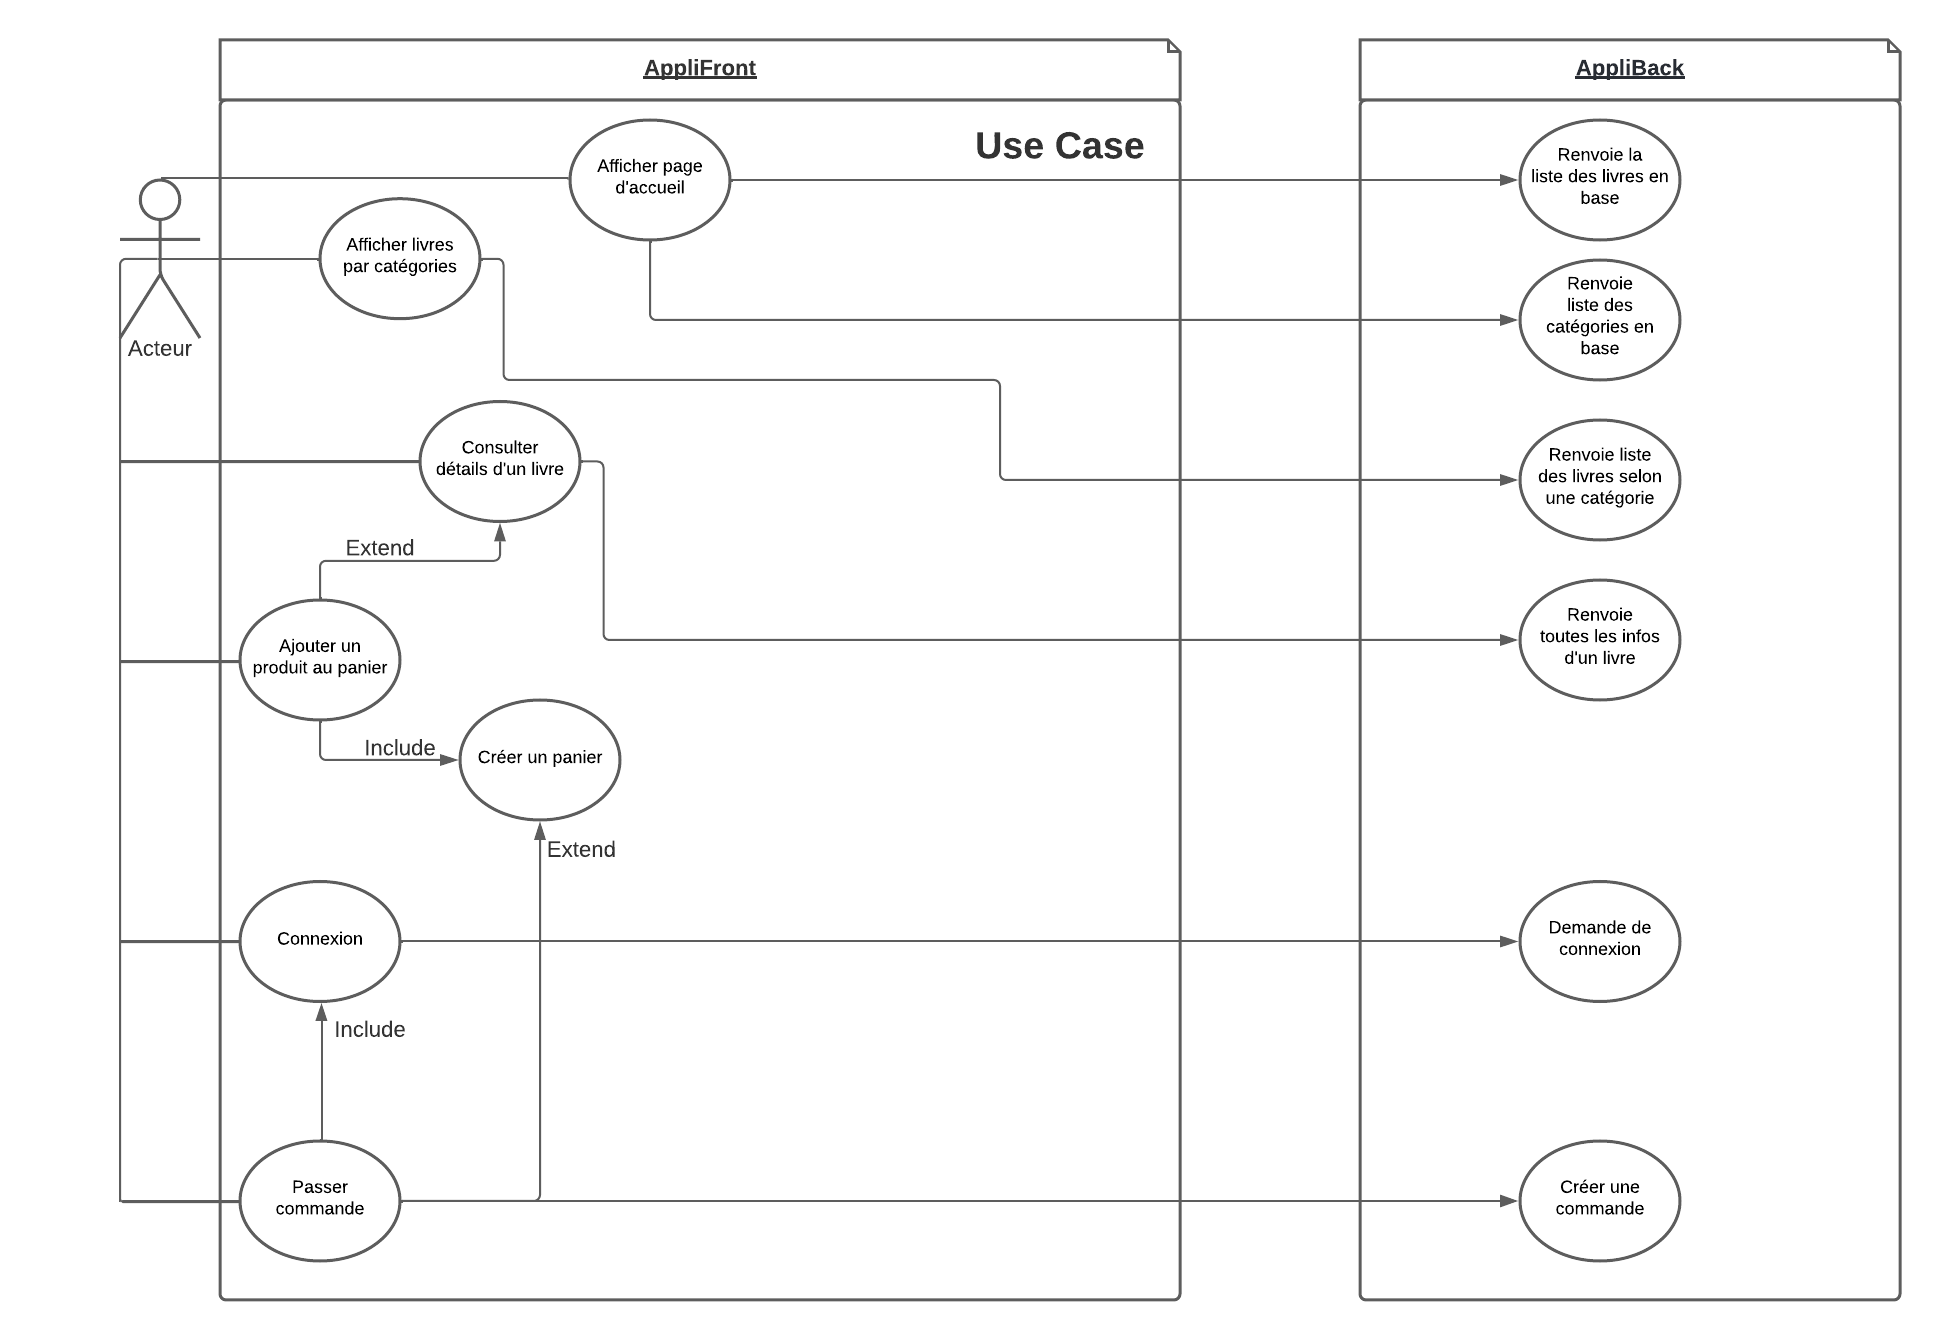 AppliFront
AppliBack
Use Case
Afficher page
d'accueil
Renvoie la
liste des livres en
base
Afficher livres
par catégories
Renvoie
liste des
catégories en
base
Acteur
Consulter
détails d'un livre
Renvoie liste
des livres selon
une catégorie
Extend
Ajouter un
produit au panier
Renvoie
toutes les infos
d'un livre
Include
Créer un panier
Extend
Connexion
Demande de
connexion
Include
Passer
commande
Créer une
commande